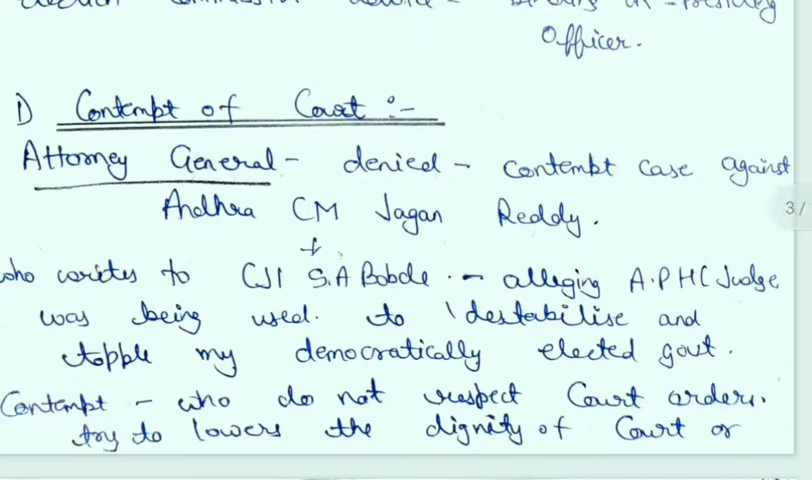 Officer.
1) Contempt of Court :-
Attorney General - denied - contembt case against
Andhra CM Jagan Reddy.
3/
who writes to CJI S.A Bobde . - alleging A.P H C Judge
was being used. to destabilise and
topple my democratically elected govt.
Contempt - who do not respect Court orders.
try to lowers the dignity of Court or